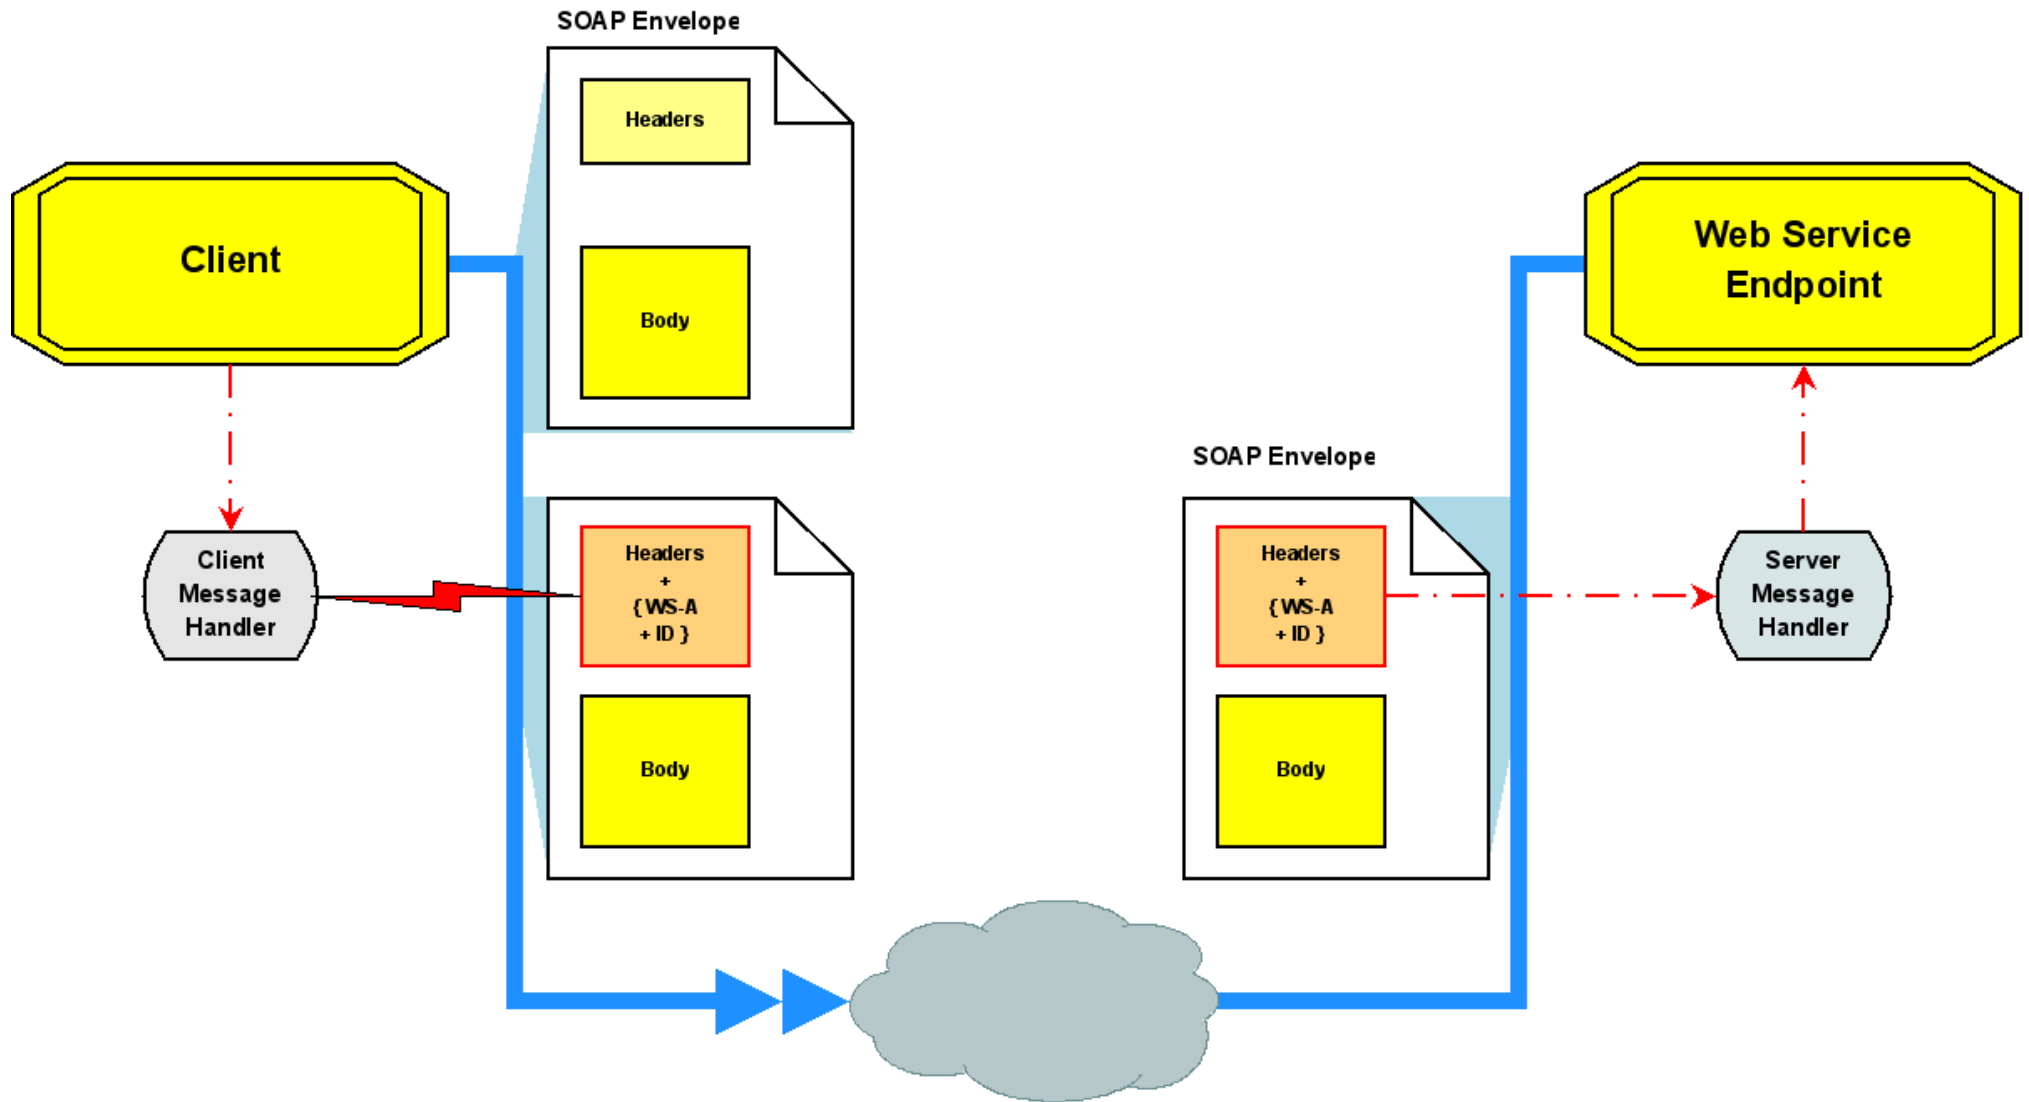 SOAP Envelope
Headers
Body
Client
Web Service
Endpoint
SOAP Envelope
Client
Message
Handler
Headers
+
{ WS-A
+ ID }
Body
Headers
+
{ WS-A
+ ID }
Body
Server
Message
Handler